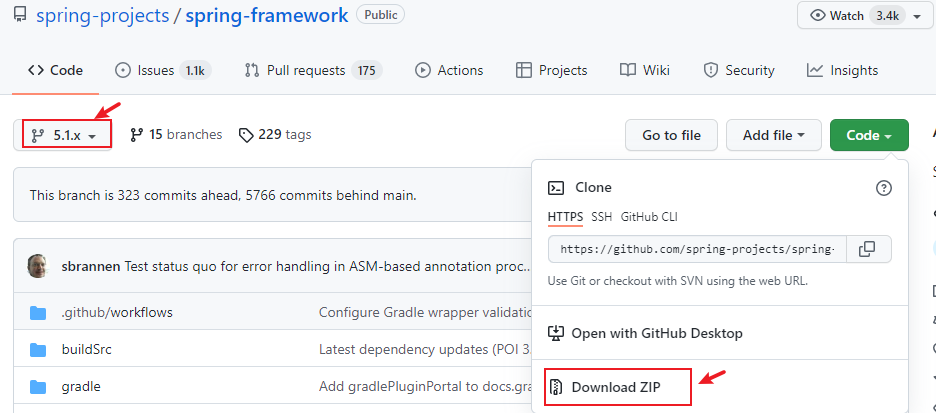 spring-projects / spring-framework Public
Watch 3.4k
Code Issues 1.1k Pull requests 175 Actions Projects Wiki Security Insights
5.1.x 15 branches 229 tags Go to file Add file Code
This branch is 323 commits ahead, 5766 commits behind main.
Clone
HTTPS SSH GitHub CLI
https://github.com/spring-projects/spring-
Use Git or checkout with SVN using the web URL.
Open with GitHub Desktop
Download ZIP
sbrannen Test status quo for error handling in ASM-based annotation proc...
.github/workflows Configure Gradle wrapper validatio
buildSrc Latest dependency updates (POI 3.
gradle Add gradlePluginPortal to docs.gra